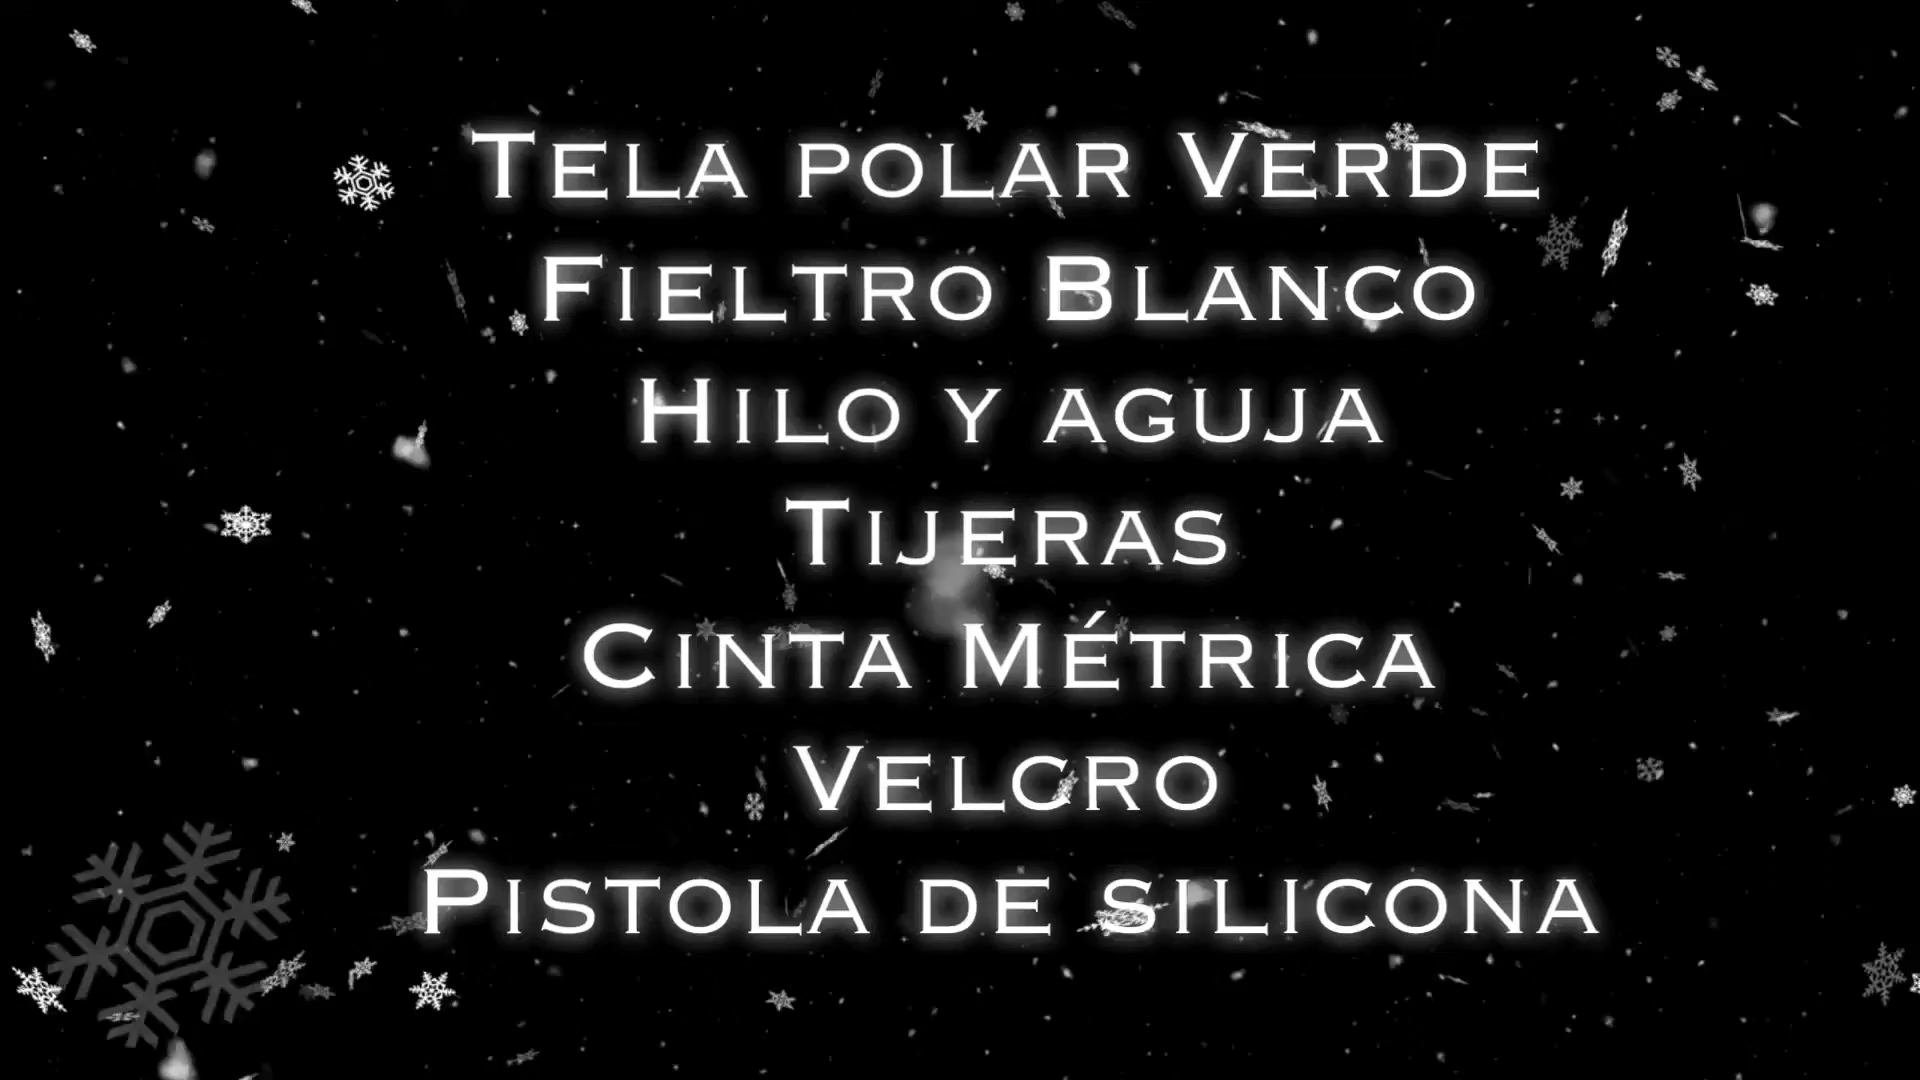 Tela polar Verde
Fieltro Blanco
Hilo y aguja
Tijeras
Cinta Métrica
Velcro
Pistola de silicona